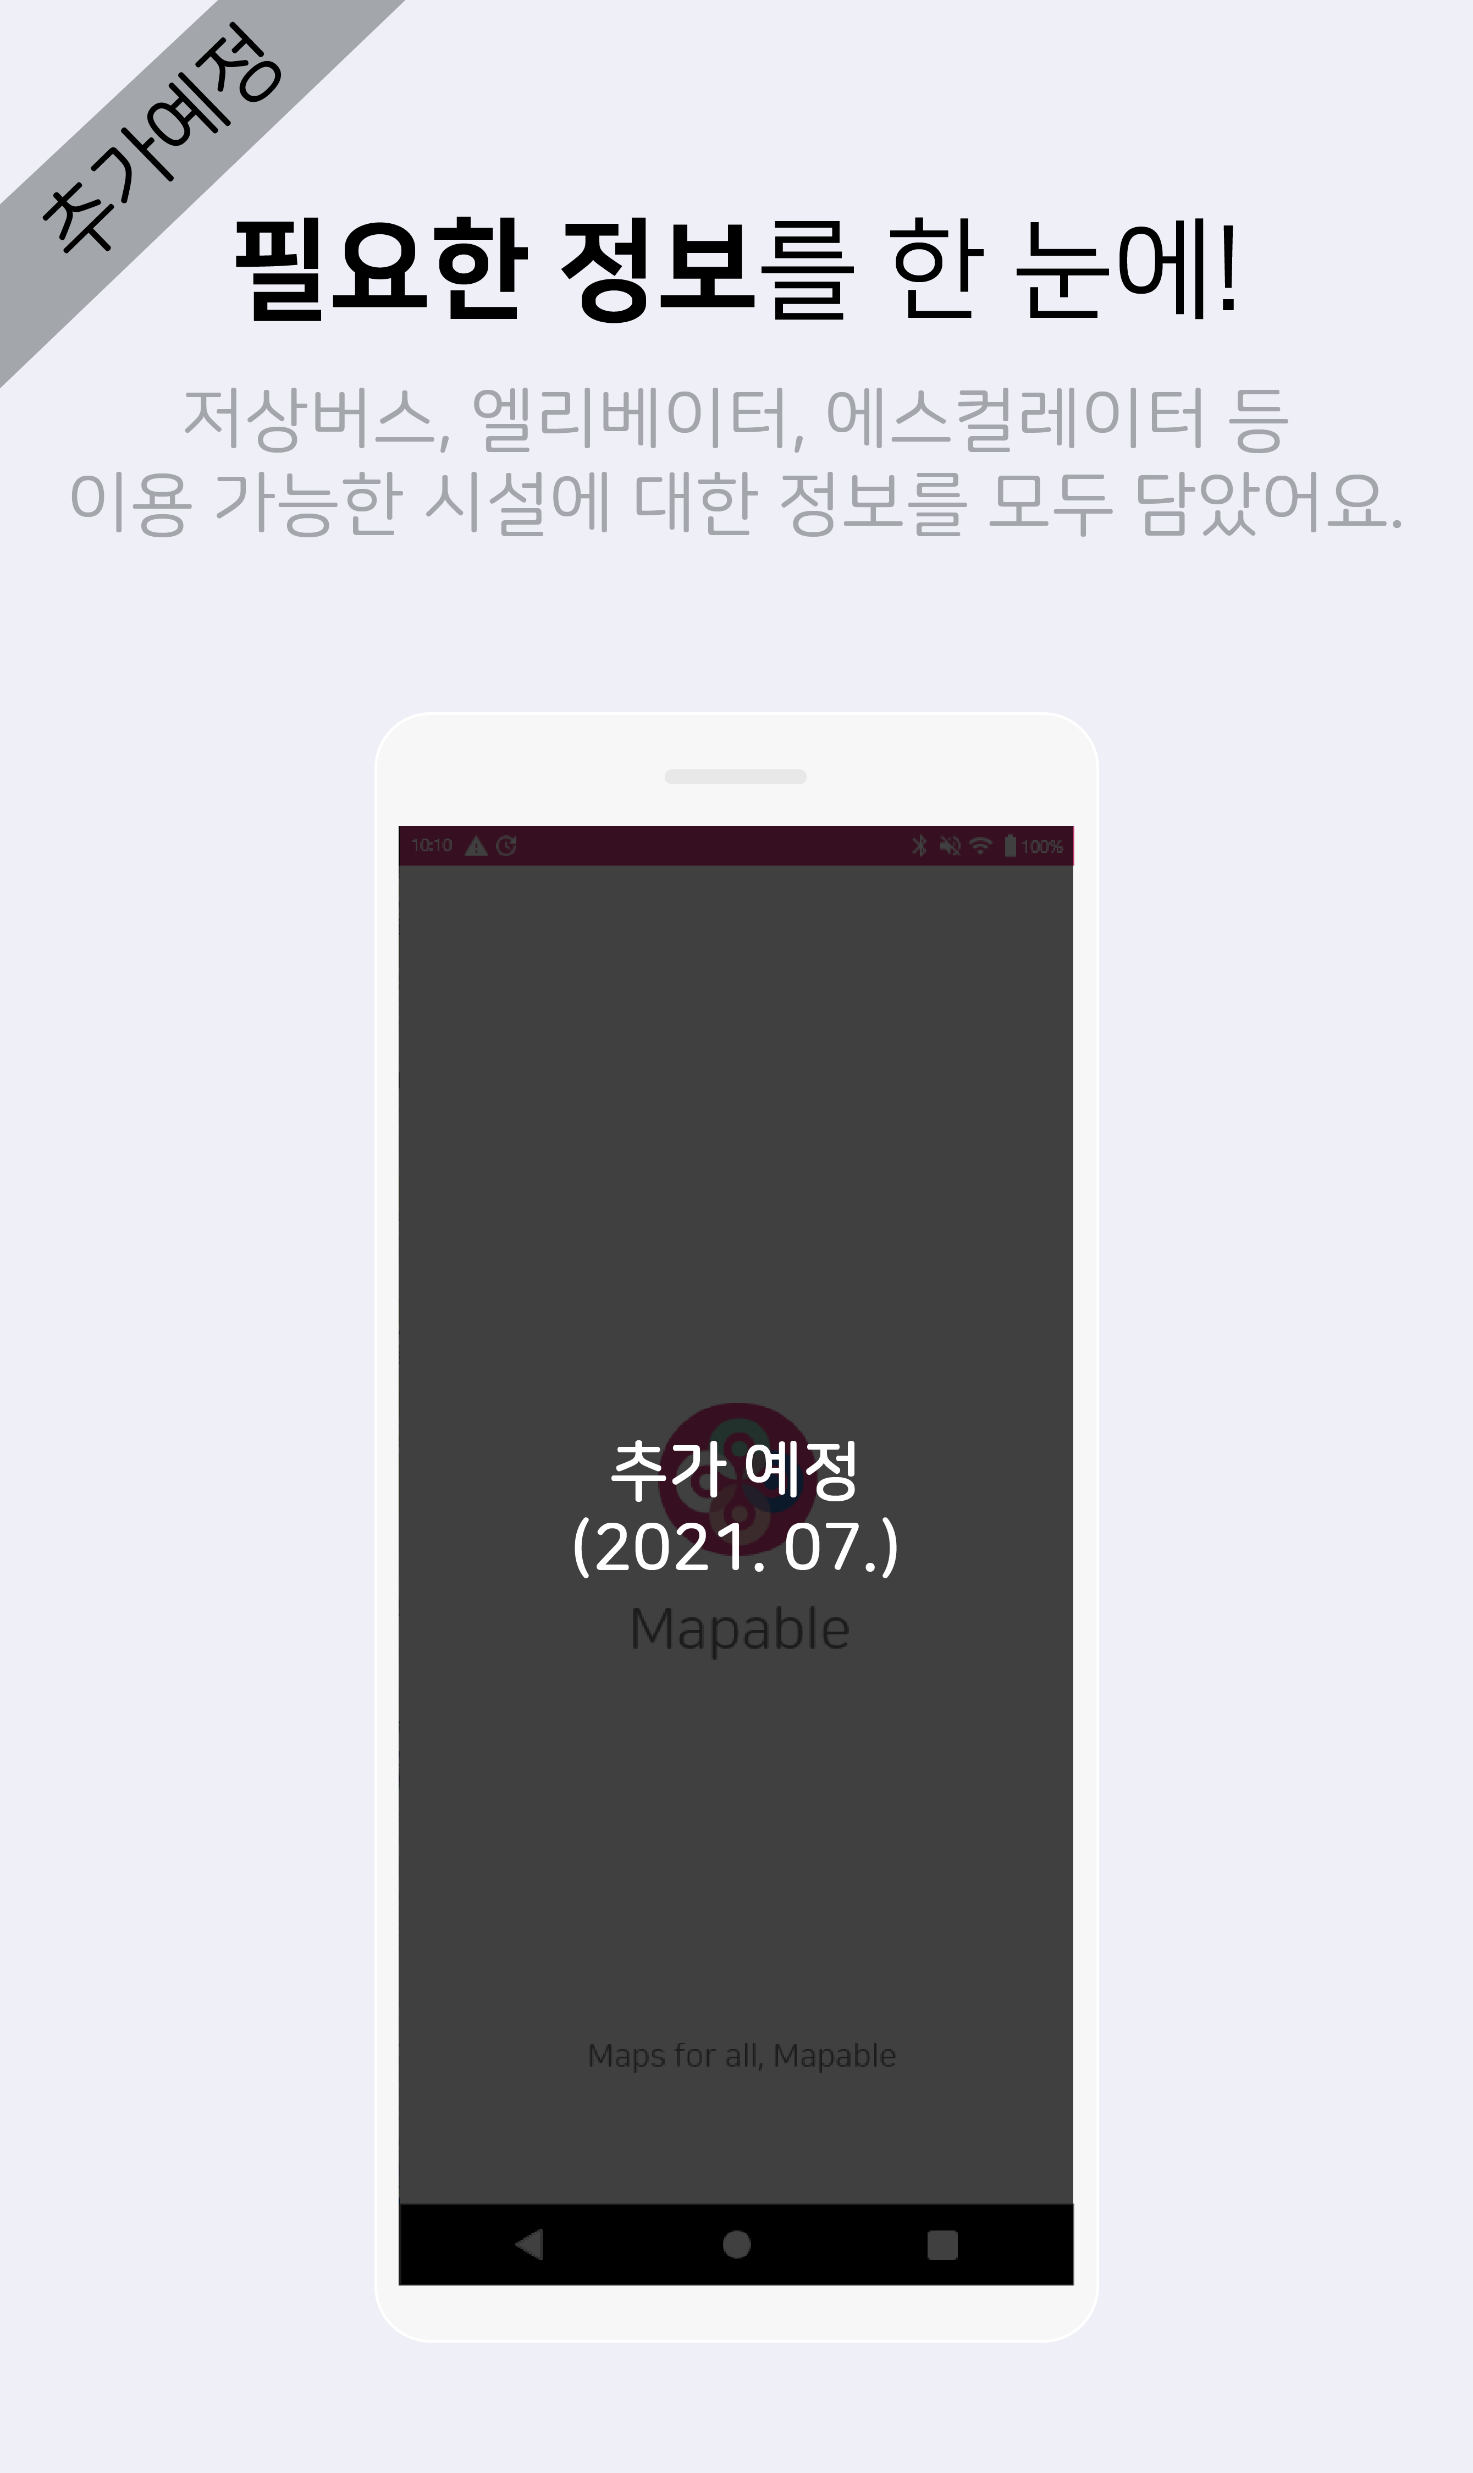 추가예정
필요한 정보를 한 눈에!
저상버스, 엘리베이터, 에스컬레이터 등
이용 가능한 시설에 대한 정보를 모두 담았어요.
10:10
100%
추가 예정
(2021. 07.)
Mapable
Maps for all, Mapable